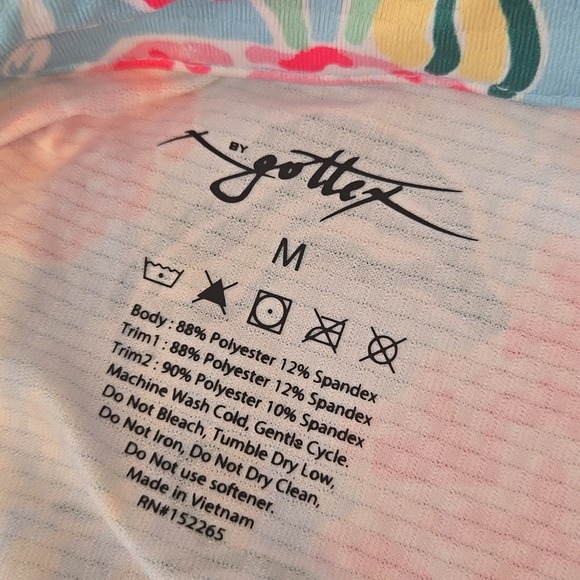 BY
gottex
M
Body : 88% Polyester 12% Spandex
Trim1 : 88% Polyester 12% Spandex
Trim2 : 90% Polyester 10% Spandex
Machine Wash Cold, Gentle Cycle.
Do Not Bleach, Tumble Dry Low,
Do Not Iron, Do Not Dry Clean,
Do Not use softener.
Made in Vietnam
RN#152265